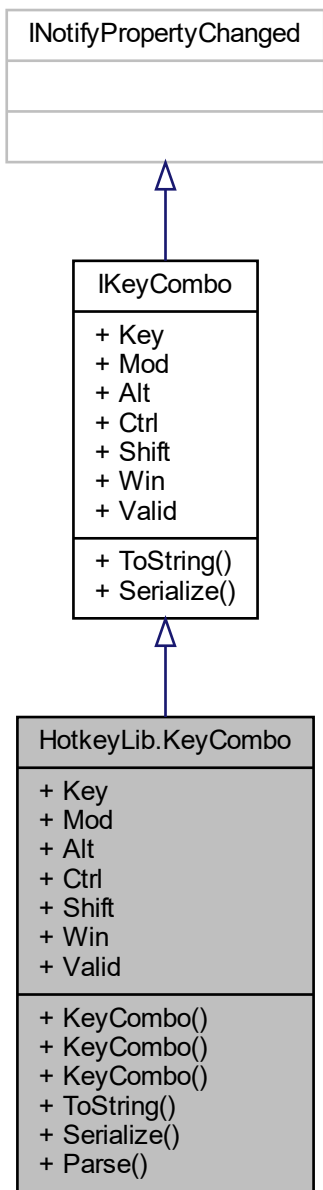 INotifyPropertyChanged
IKeyCombo
+ Key
+ Mod
+ Alt
+ Ctrl
+ Shift
+ Win
+ Valid
+ ToString()
+ Serialize()
HotkeyLib.KeyCombo
+ Key
+ Mod
+ Alt
+ Ctrl
+ Shift
+ Win
+ Valid
+ KeyCombo()
+ KeyCombo()
+ KeyCombo()
+ ToString()
+ Serialize()
+ Parse()